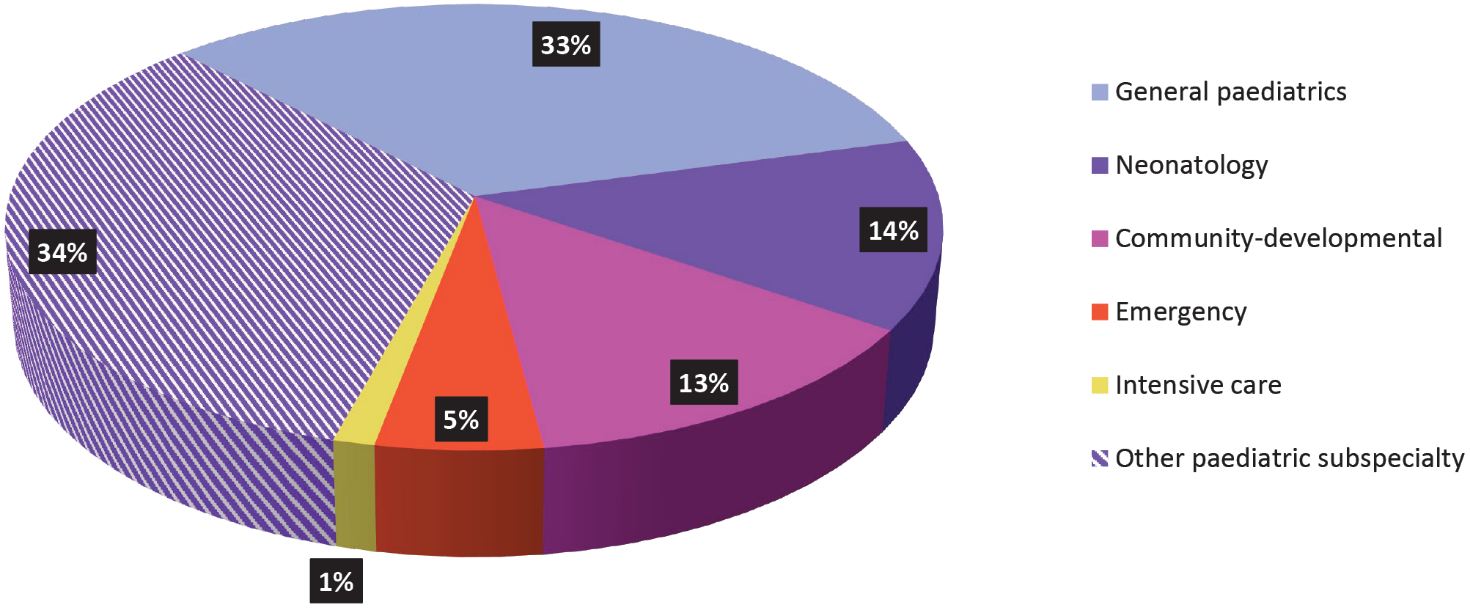 33%
14%
13%
5%
1%
34%
General paediatrics
Neonatology
Community-developmental
Emergency
Intensive care
Other paediatric subspecialty